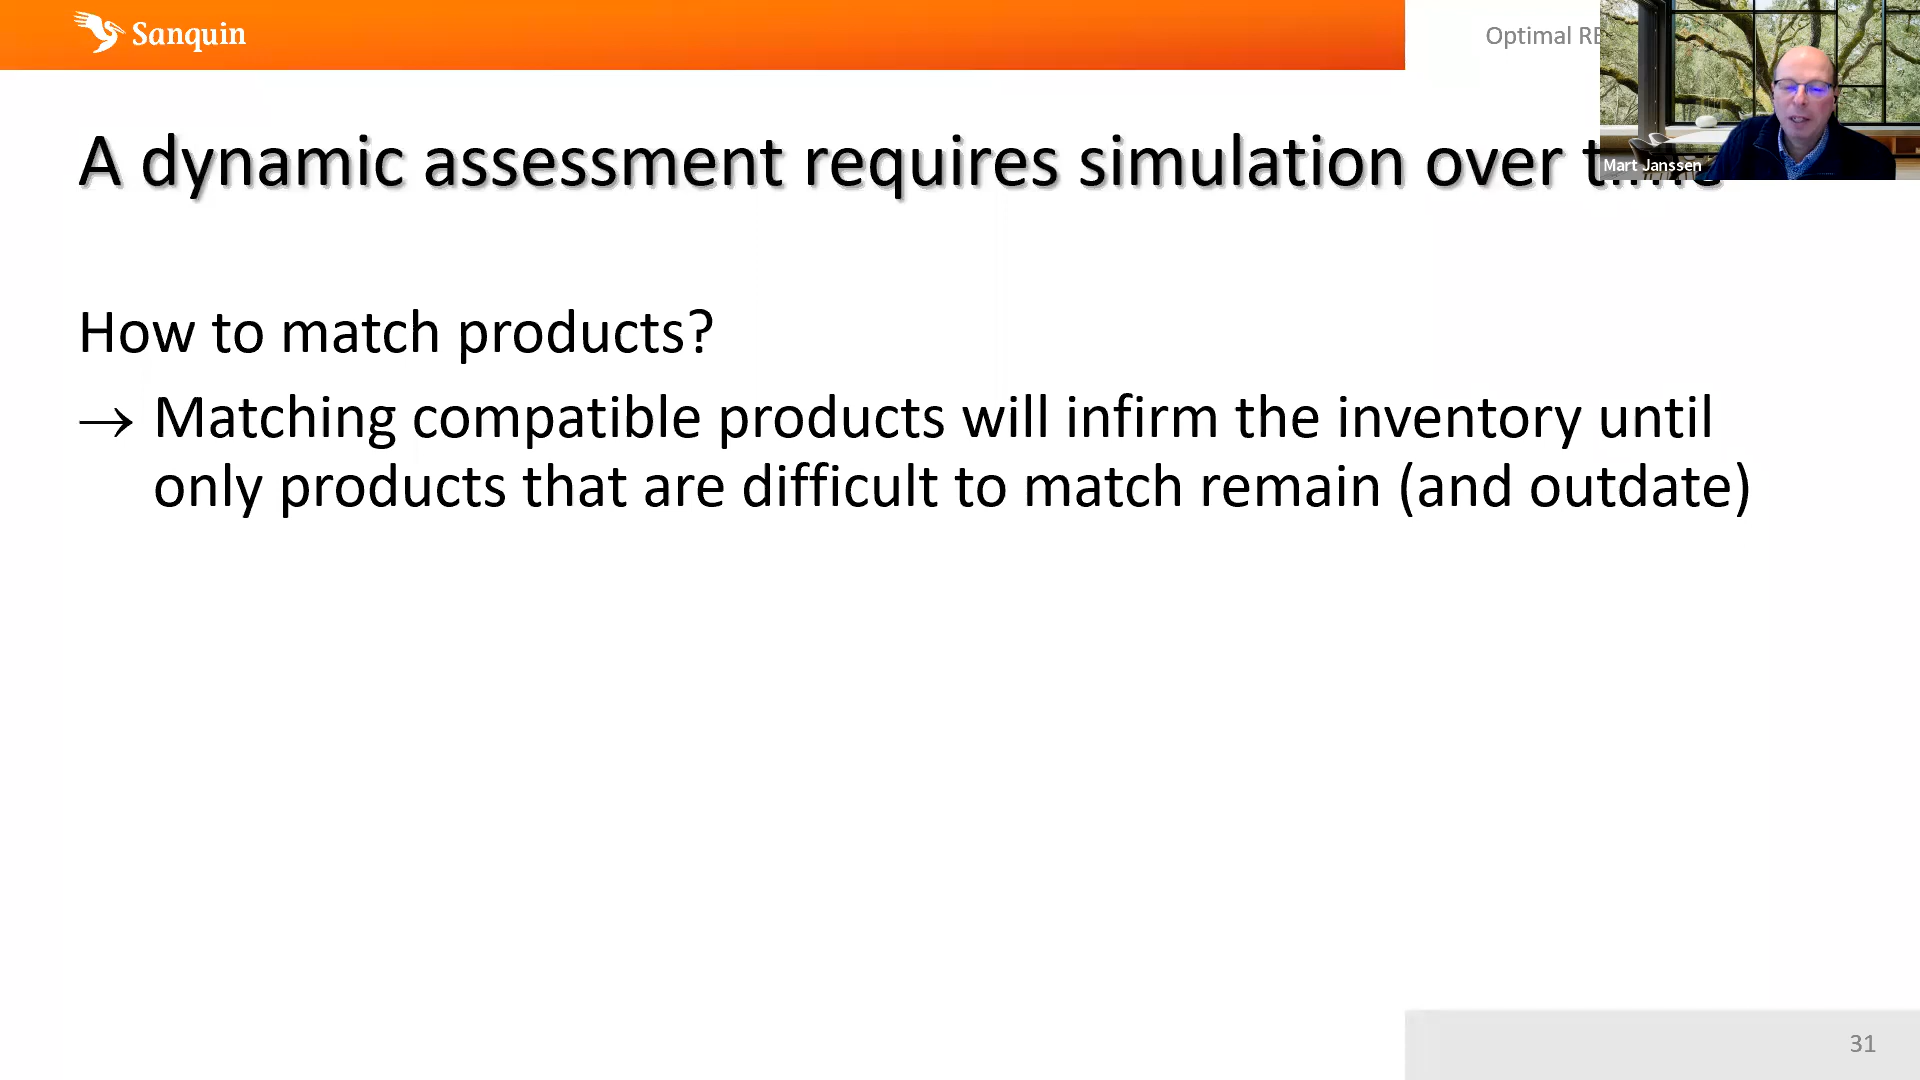 Sanquin
Optimal
Mart Janssen
A dynamic assessment requires simulation over time
How to match products?
→ Matching compatible products will infirm the inventory until
only products that are difficult to match remain (and outdate)
31